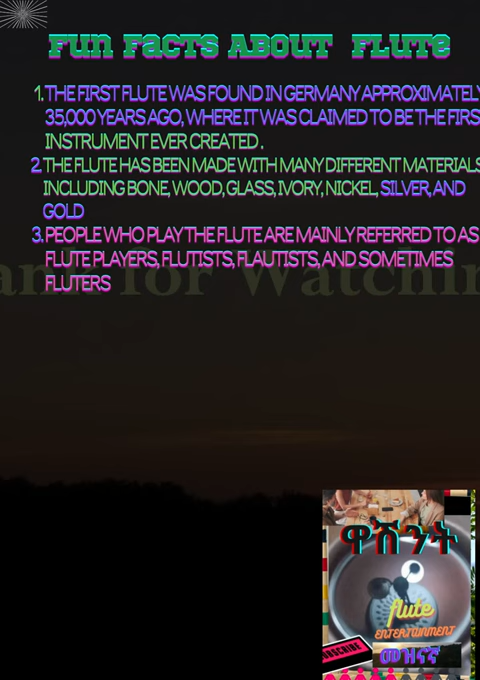 Fun Facts About Flute
1. THE FIRST FLUTE WAS FOUND IN GERMANY APPROXIMATELY
35,000 YEARS AGO, WHERE IT WAS CLAIMED TO BE THE FIRS
INSTRUMENT EVER CREATED.
2. THE FLUTE HAS BEEN MADE WITH MANY DIFFERENT MATERIALS
INCLUDING BONE, WOOD, GLASS, IVORY, NICKEL, SILVER, AND
GOLD
3. PEOPLE WHO PLAY THE FLUTE ARE MAINLY REFERRED TO AS
FLUTE PLAYERS, FLUTISTS, FLAUTISTS, AND SOMETIMES
FLUTERS
ank for Watchin
ዋሽንት
flute
ENTERTAINMENT
መዝናኛ